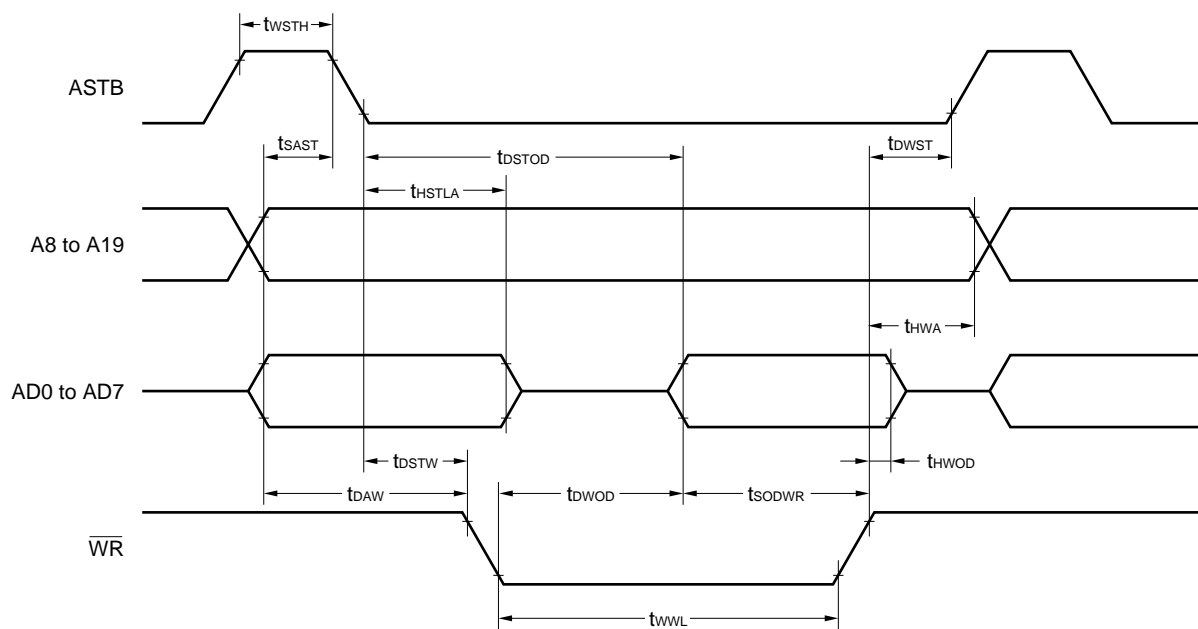 tWSTH
ASTB
tSAST
tDSTOD
tDWST
tHSTLA
A8 to A19
tHWA
AD0 to AD7
tDSTW
tHWOD
tDAW
tDWOD
tSODWR
WR
tWWL